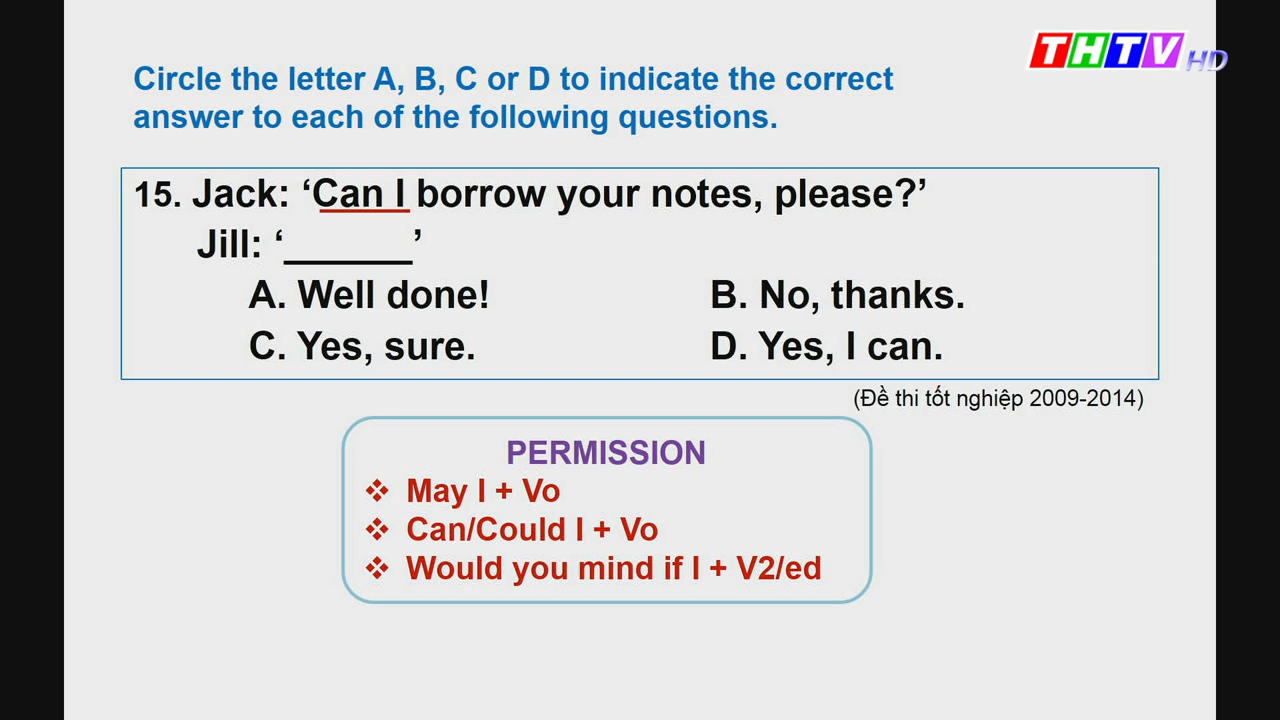 THTV HD
Circle the letter A, B, C or D to indicate the correct
answer to each of the following questions.
15. Jack: ‘Can I borrow your notes, please?’
Jill: ‘______’
A. Well done! B. No, thanks.
C. Yes, sure. D. Yes, I can.
(Đề thi tốt nghiệp 2009-2014)
PERMISSION
❖ May I + Vo
❖ Can/Could I + Vo
❖ Would you mind if I + V2/ed